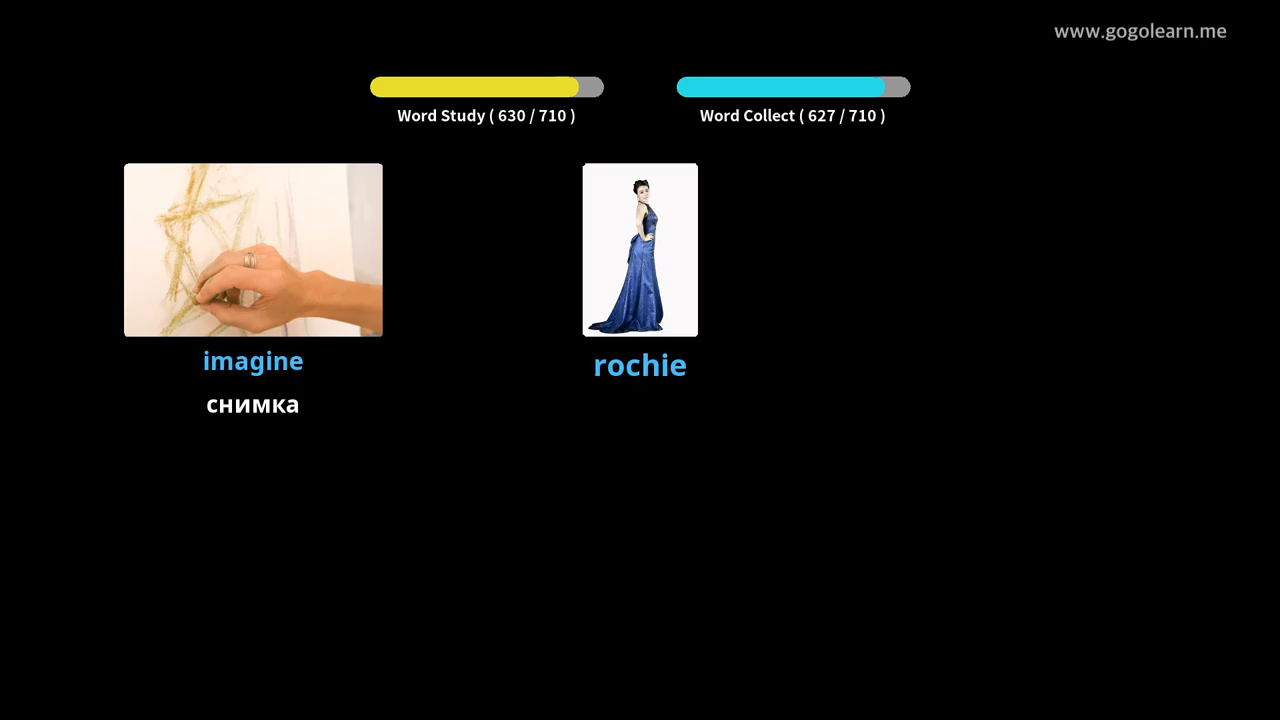 www.gogolearn.me
Word Study ( 630 / 710 )
Word Collect ( 627 / 710 )
imagine
снимка
rochie